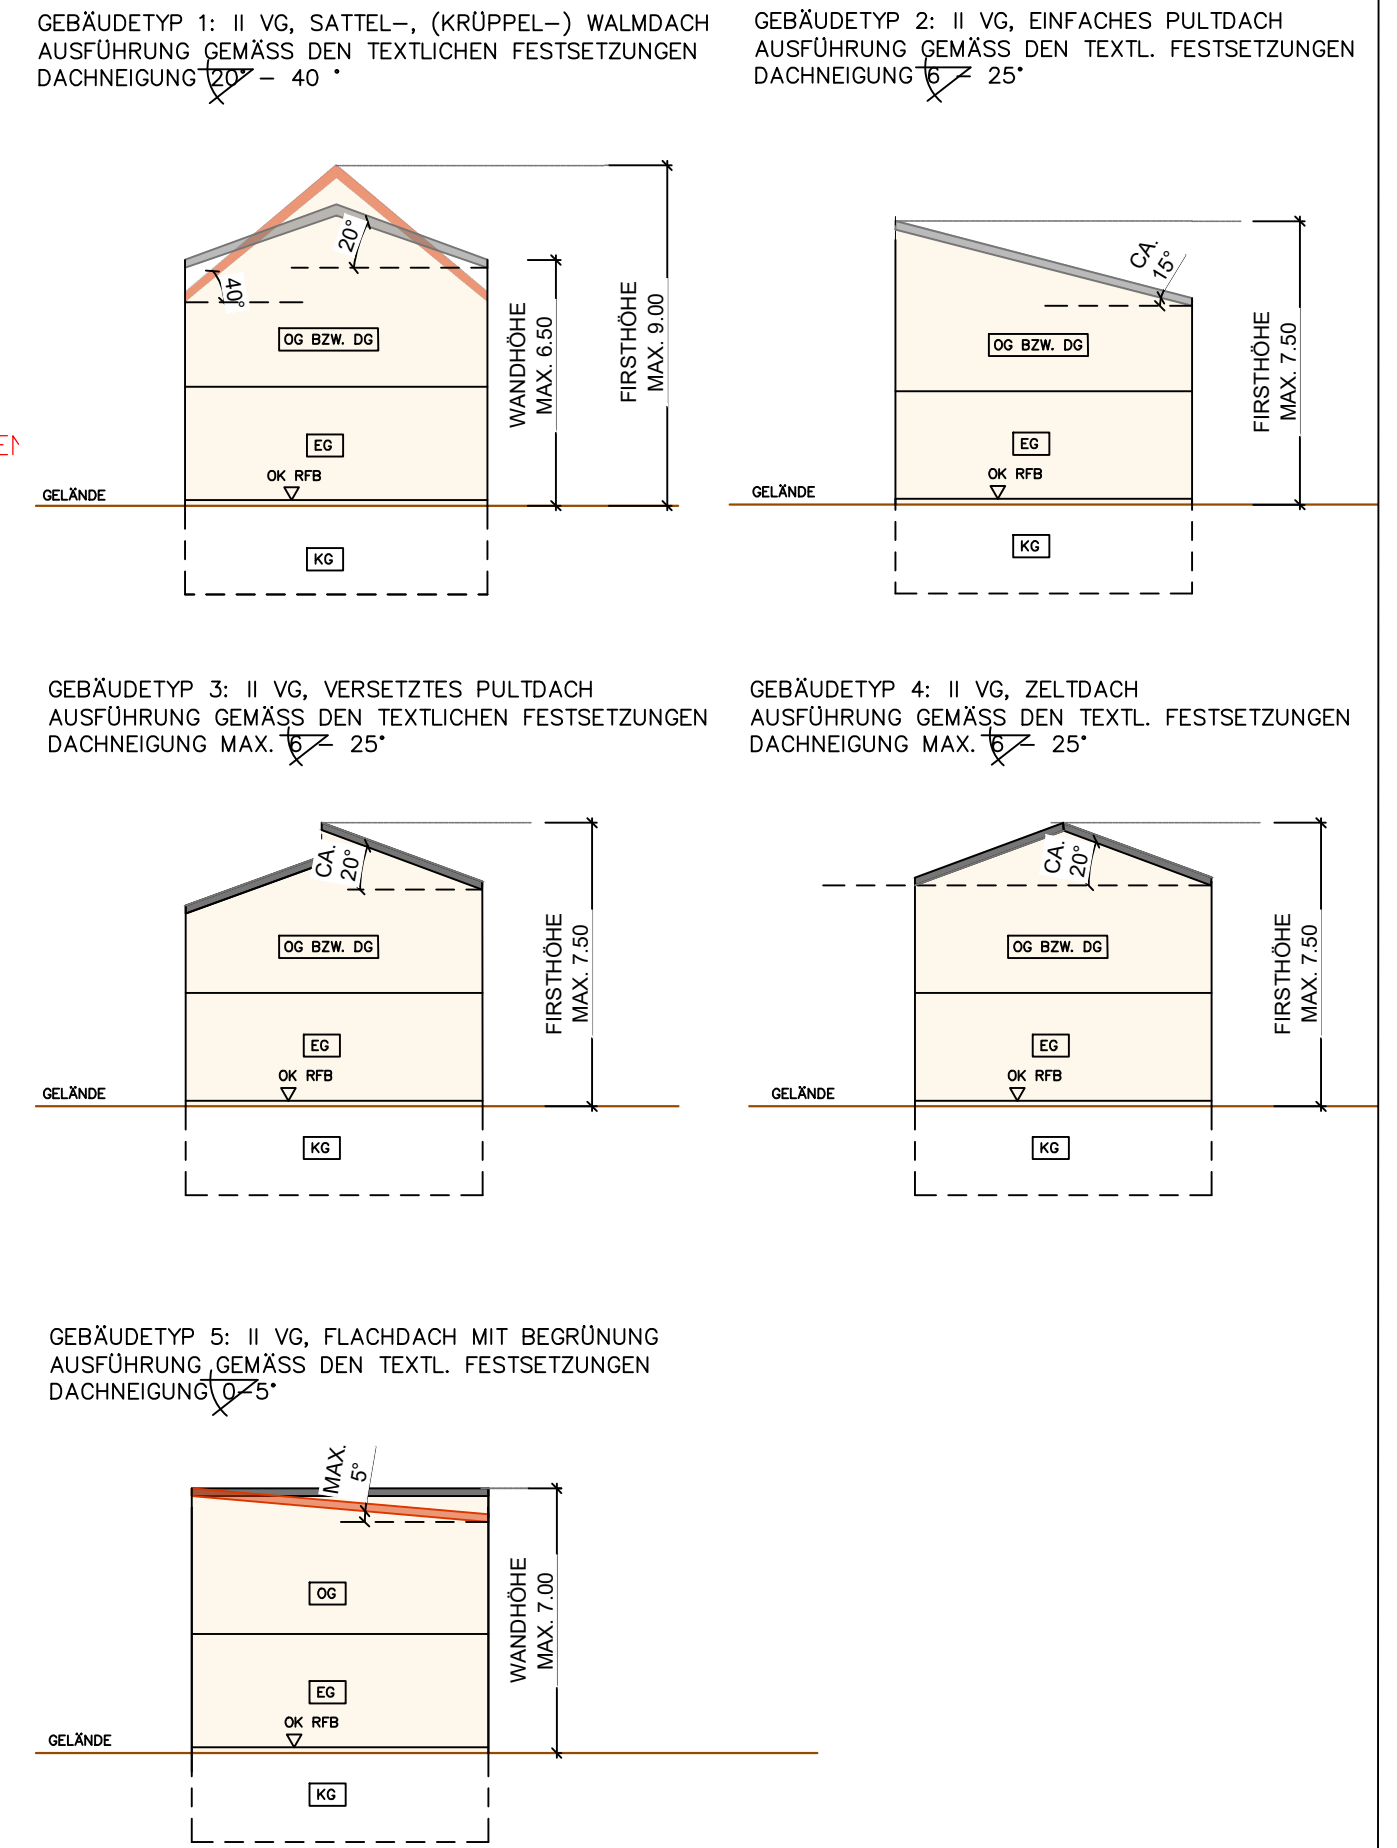 GEBÄUDETYP 1: II VG, SATTEL-, (KRÜPPEL-) WALMDACH
AUSFÜHRUNG GEMÄSS DEN TEXTLICHEN FESTSETZUNGEN
DACHNEIGUNG 20° - 40 °
20°
40°
OG BZW. DG
EG
OK RFB
GELÄNDE
KG
WANDHÖHE
MAX. 6.50
FIRSTHÖHE
MAX. 9.00
GEBÄUDETYP 2: II VG, EINFACHES PULTDACH
AUSFÜHRUNG GEMÄSS DEN TEXTL. FESTSETZUNGEN
DACHNEIGUNG 6 - 25°
CA.
15°
OG BZW. DG
EG
OK RFB
GELÄNDE
KG
FIRSTHÖHE
MAX. 7.50
GEBÄUDETYP 3: II VG, VERSETZTES PULTDACH
AUSFÜHRUNG GEMÄSS DEN TEXTLICHEN FESTSETZUNGEN
DACHNEIGUNG MAX. 6 - 25°
CA.
20°
OG BZW. DG
EG
OK RFB
GELÄNDE
KG
FIRSTHÖHE
MAX. 7.50
GEBÄUDETYP 4: II VG, ZELTDACH
AUSFÜHRUNG GEMÄSS DEN TEXTL. FESTSETZUNGEN
DACHNEIGUNG MAX. 6 - 25°
CA.
20°
OG BZW. DG
EG
OK RFB
GELÄNDE
KG
FIRSTHÖHE
MAX. 7.50
GEBÄUDETYP 5: II VG, FLACHDACH MIT BEGRÜNUNG
AUSFÜHRUNG GEMÄSS DEN TEXTL. FESTSETZUNGEN
DACHNEIGUNG 0-5°
MAX.
5°
OG
EG
OK RFB
GELÄNDE
KG
WANDHÖHE
MAX. 7.00